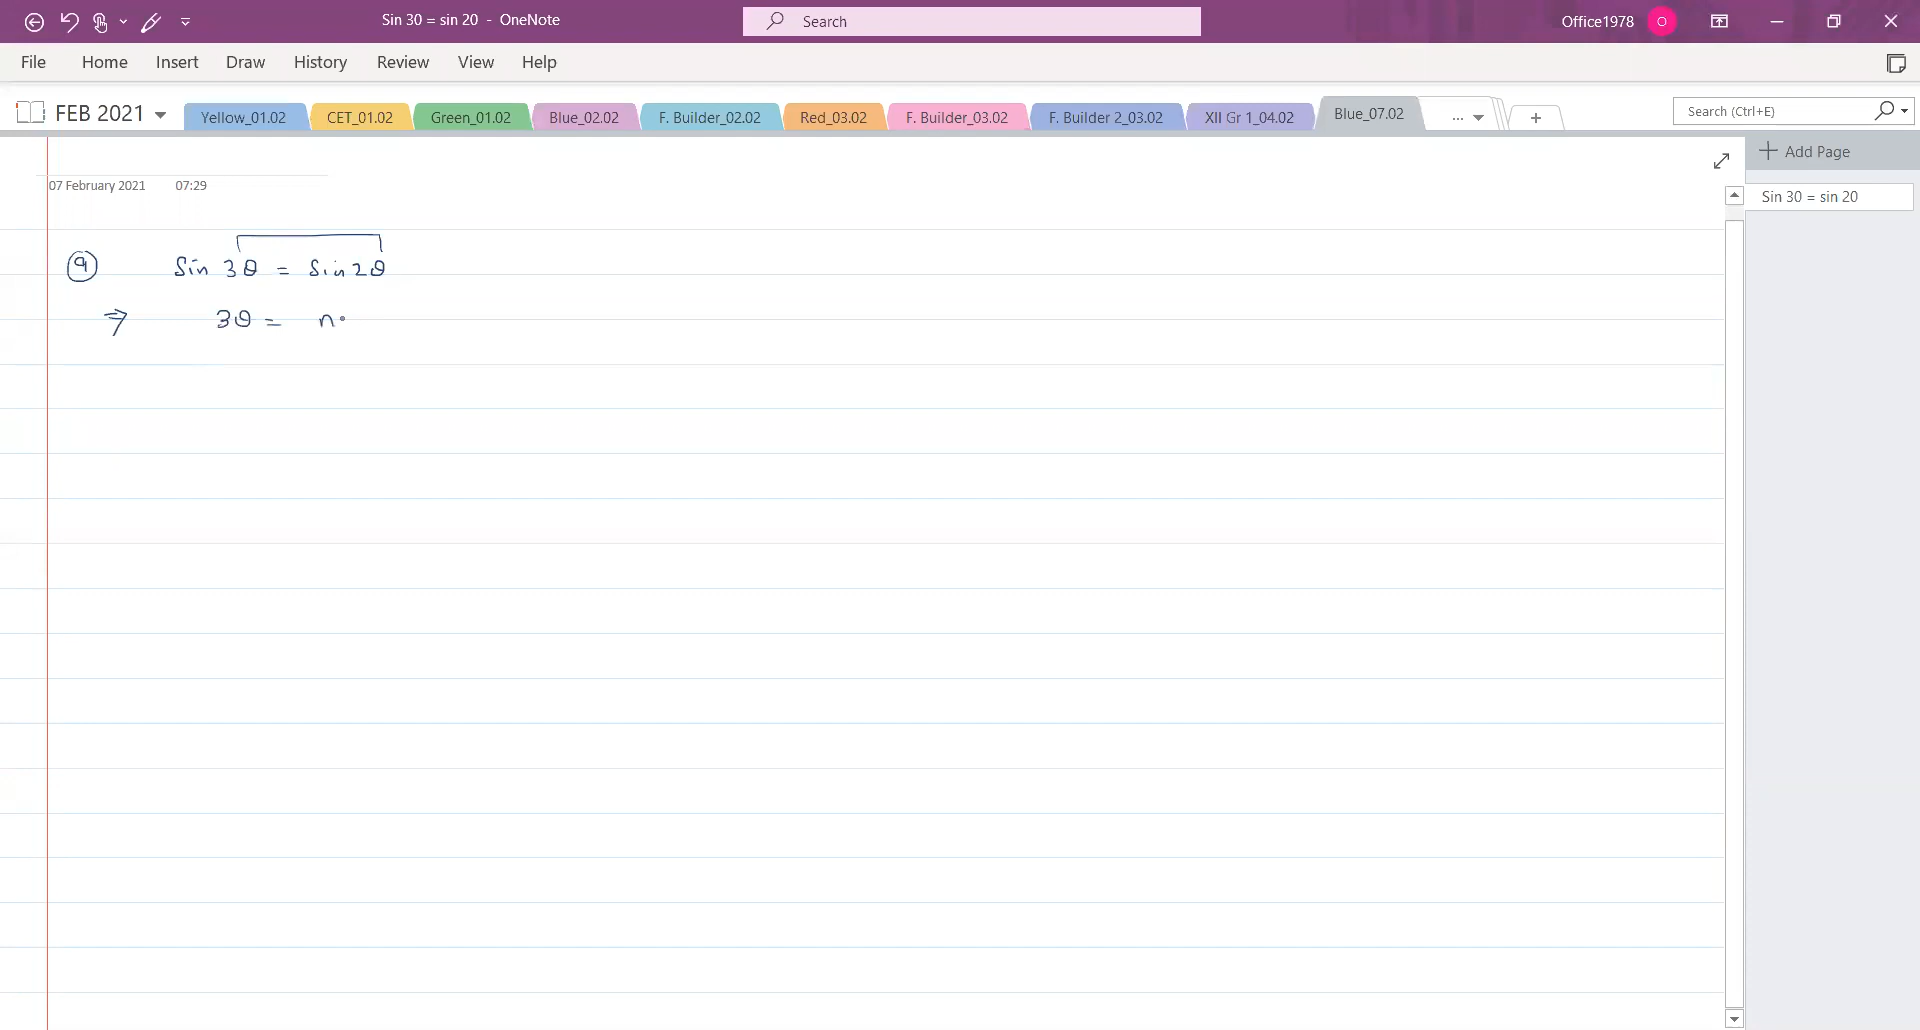 Sin 30 = sin 20 - OneNote
Search
Office1978
O
File Home Insert Draw History Review View Help
FEB 2021
Yellow_01.02
CET_01.02
Green_01.02
Blue_02.02
F. Builder_02.02
Red_03.02
F. Builder_03.02
F. Builder 2_03.02
XII Gr 1_04.02
Blue_07.02
...
Search (Ctrl+E)
Add Page
Sin 30 = sin 20
07 February 2021 07:29
Sin 3θ = Sin 2θ
⇒ 3θ = n